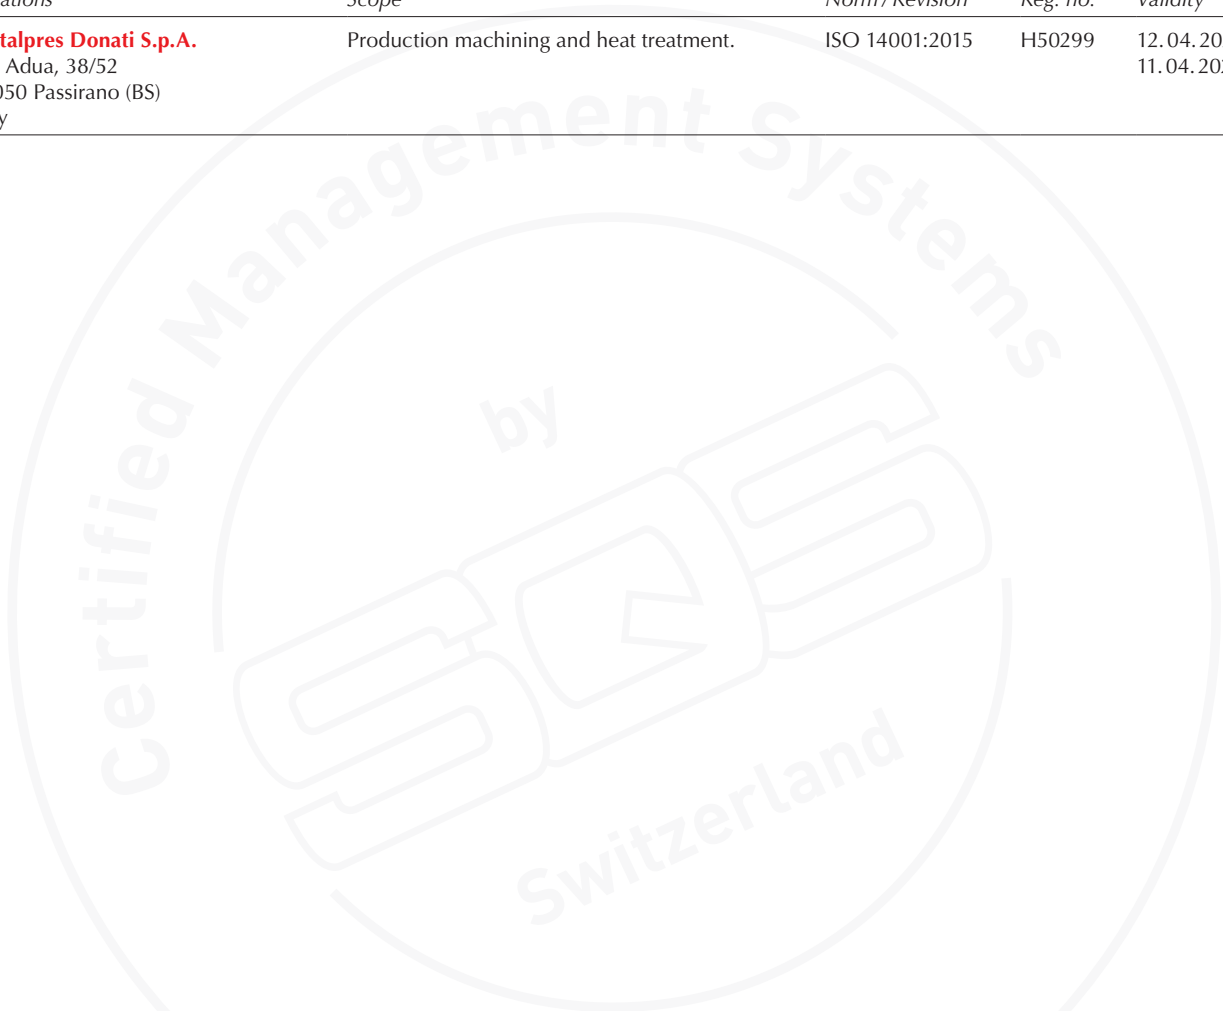 ations Scope Norm / Revision Reg. no. Validity
talpres Donati S.p.A. Production machining and heat treatment. ISO 14001:2015 H50299 12. 04. 20
Adua, 38/52 11. 04. 20
050 Passirano (BS)
y
Certified Management Systems
by
SQS
Switzerland